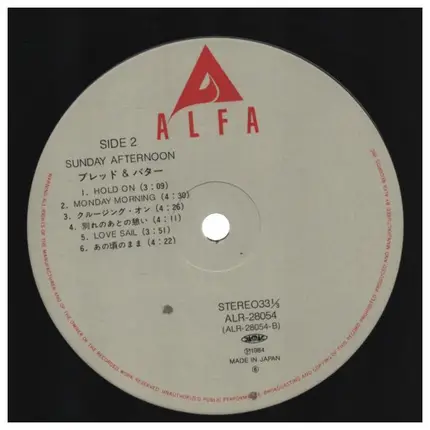 ALFA
SIDE 2
SUNDAY AFTERNOON
ブレッド & バター
1. HOLD ON (3:09)
2. MONDAY MORNING (4:30)
3. クルージング・オン (4:26)
4. 別れのあとの憩い (4:11)
5. LOVE SAIL (3:51)
6. あの頃のまま (4:22)
STEREO33⅓
ALR-28054
(ALR-28054-B)
Ⓟ1984
MADE IN JAPAN